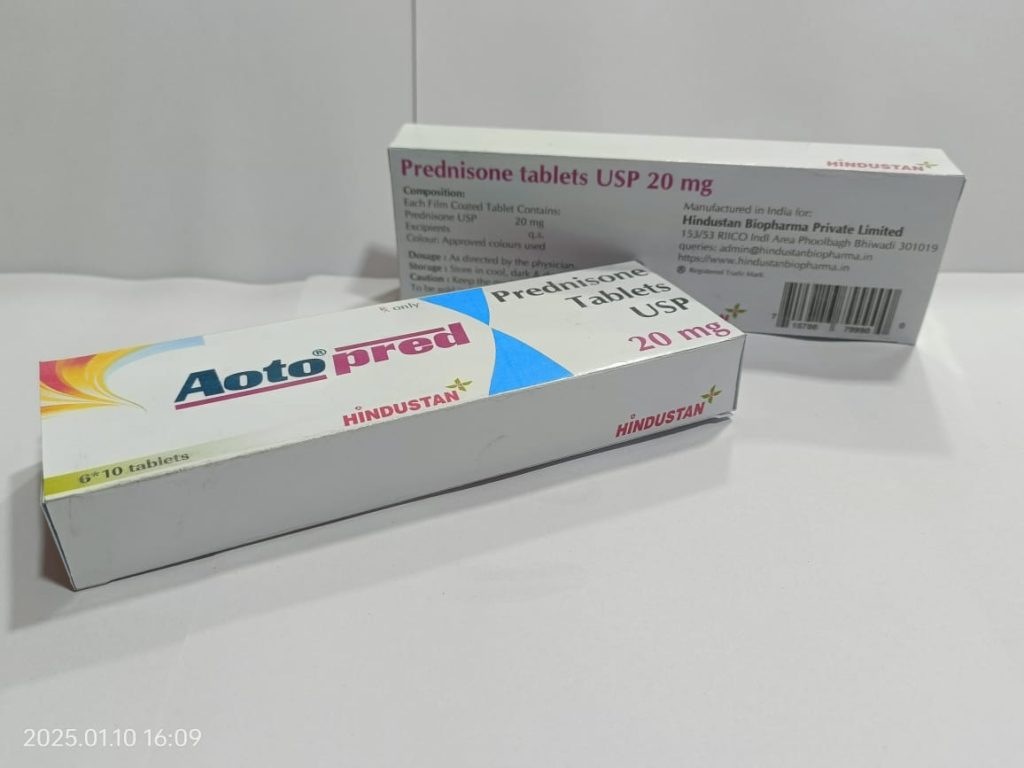 Prednisone tablets USP 20 mg
Composition:
Each Film Coated Tablet Contains:
Prednisone USP 20 mg
Excipients q.s.
Colour: Approved colours used
Dosage : As directed by the physician
Storage : Store in cool, dark &
Caution : Keep the
To be
HINDUSTAN
Manufactured in India for:
Hindustan Biopharma Private Limited
153/53 RIICO Indl Area Phoolbagh Bhiwadi 301019
queries: admin@hindustanbiopharma.in
https://www.hindustanbiopharma.in
® Registered Trade Mark
℞ only
Aotopred®
HINDUSTAN
6*10 tablets
Prednisone
Tablets
USP
20 mg
HINDUSTAN
2025.01.10 16:09